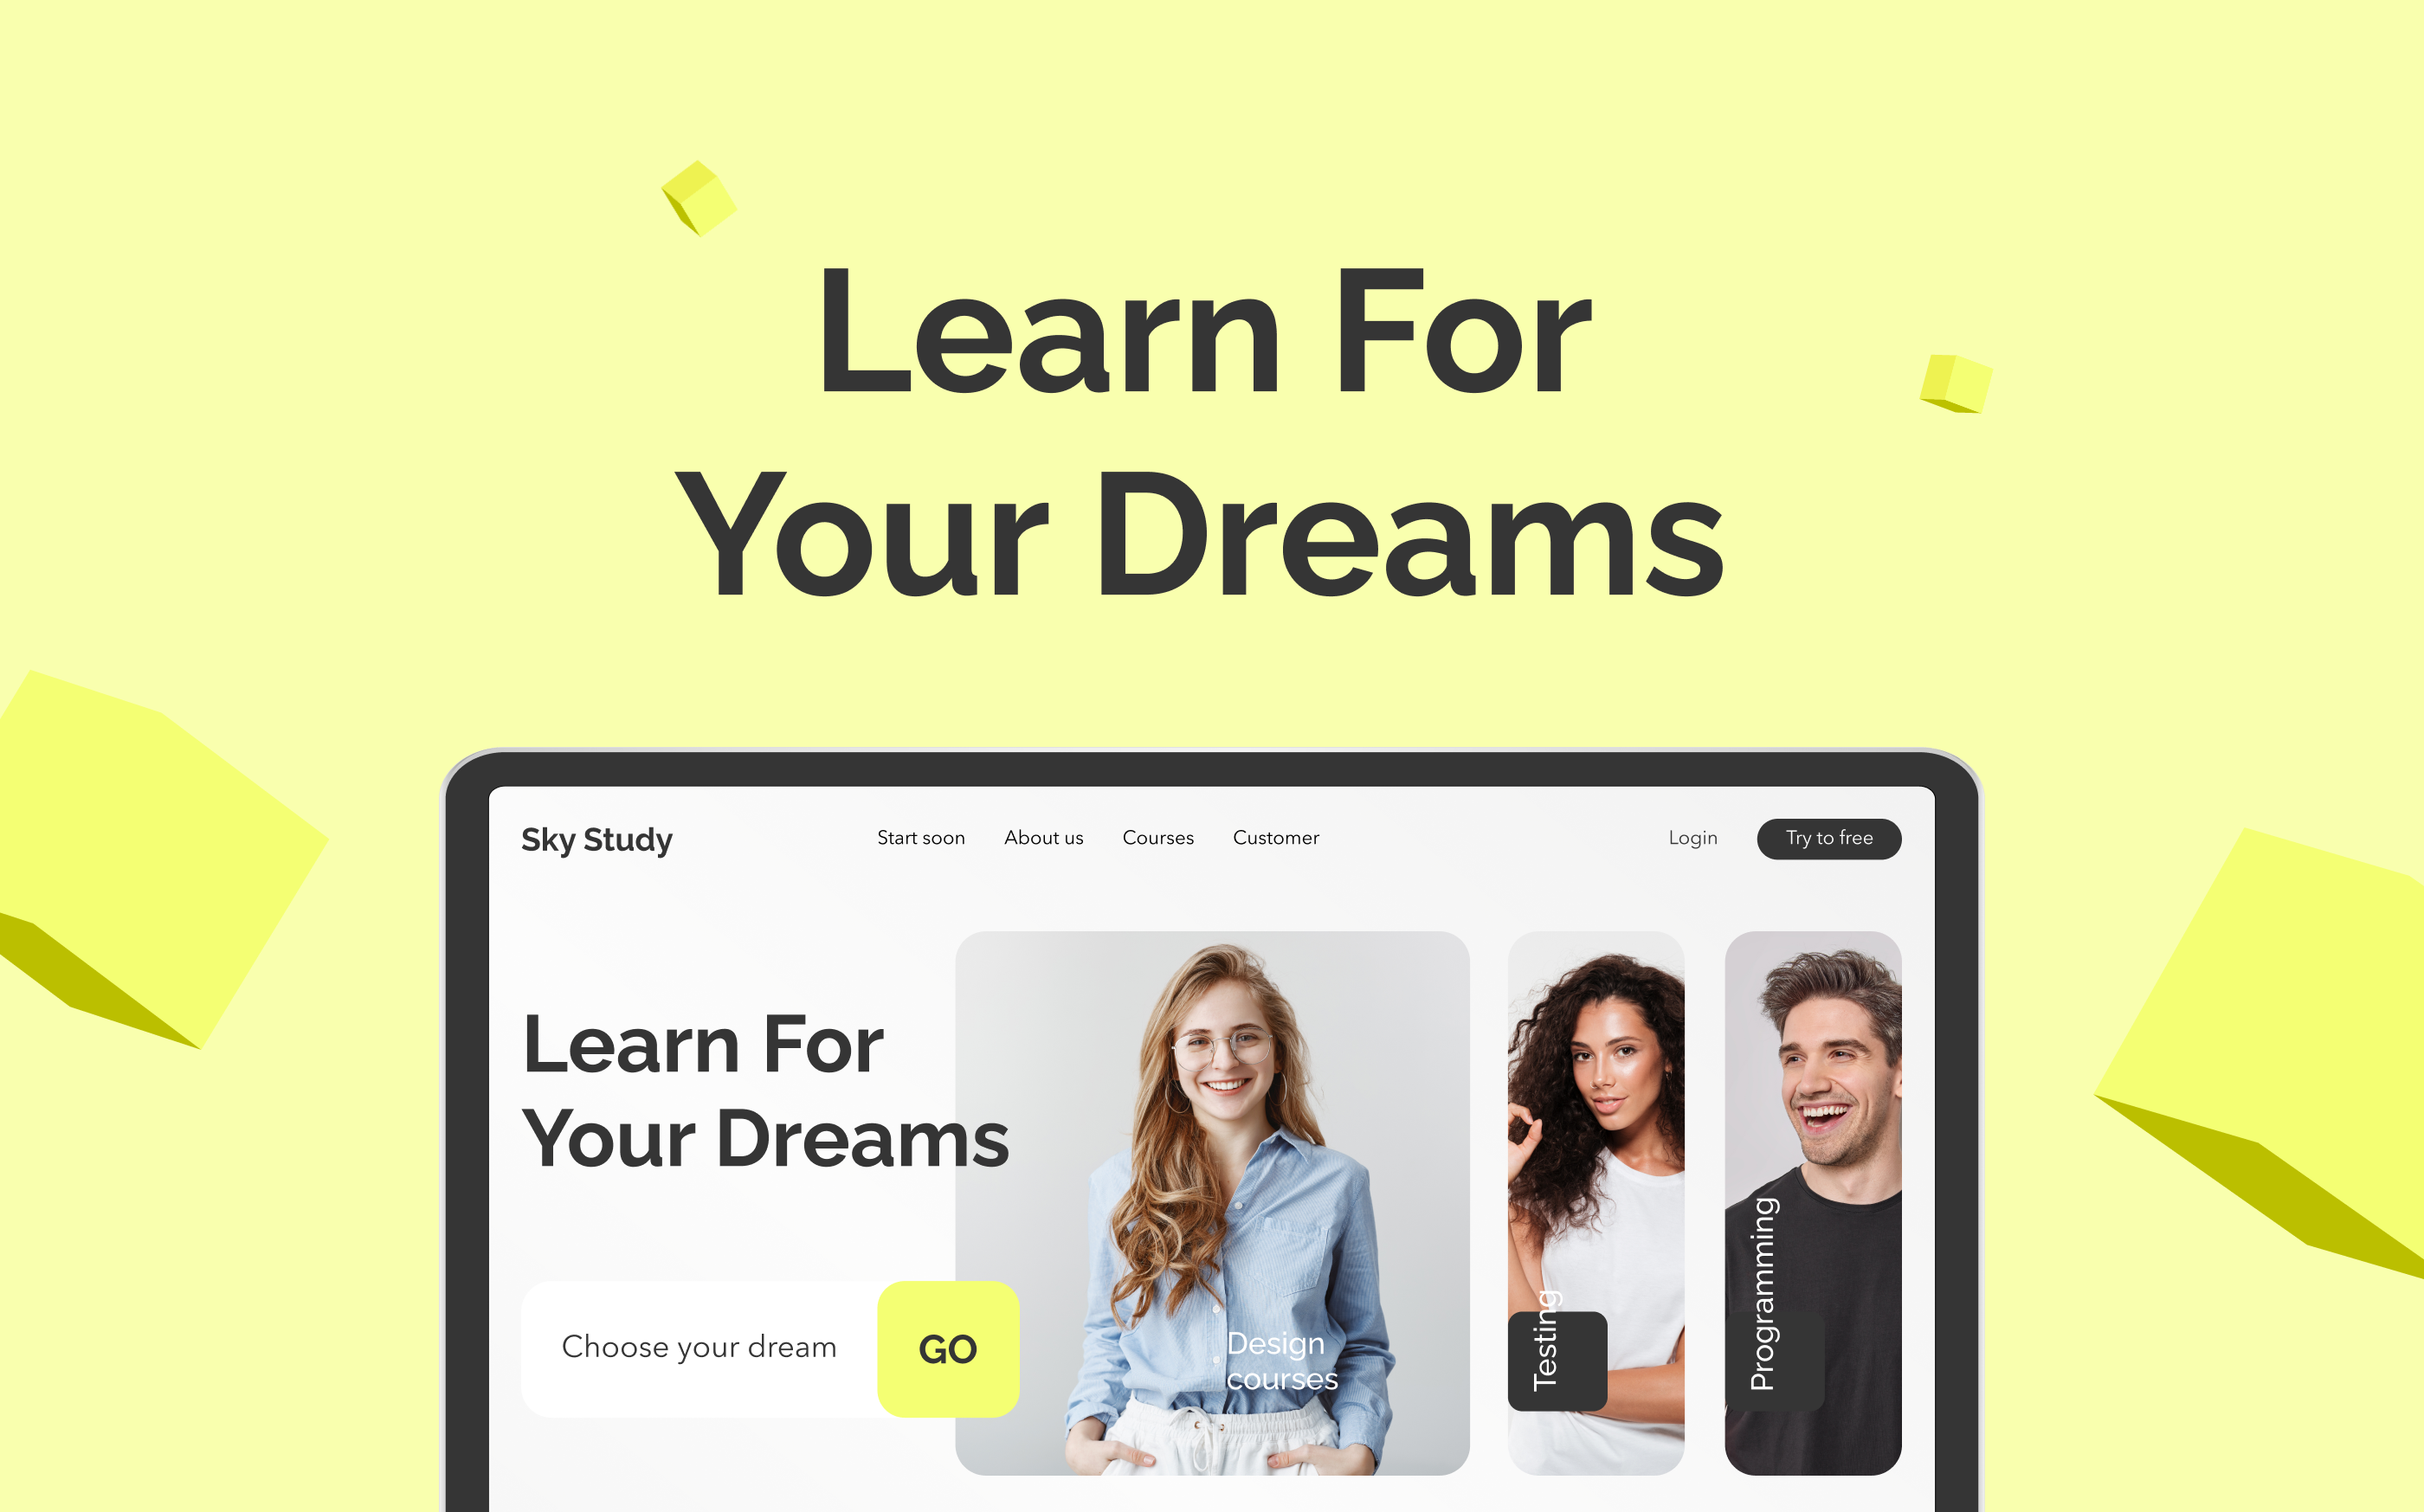 Learn For
Your Dreams
Sky Study
Start soon
About us
Courses
Customer
Login
Try to free
Learn For
Your Dreams
Choose your dream
GO
Design
courses
Testing
Programming